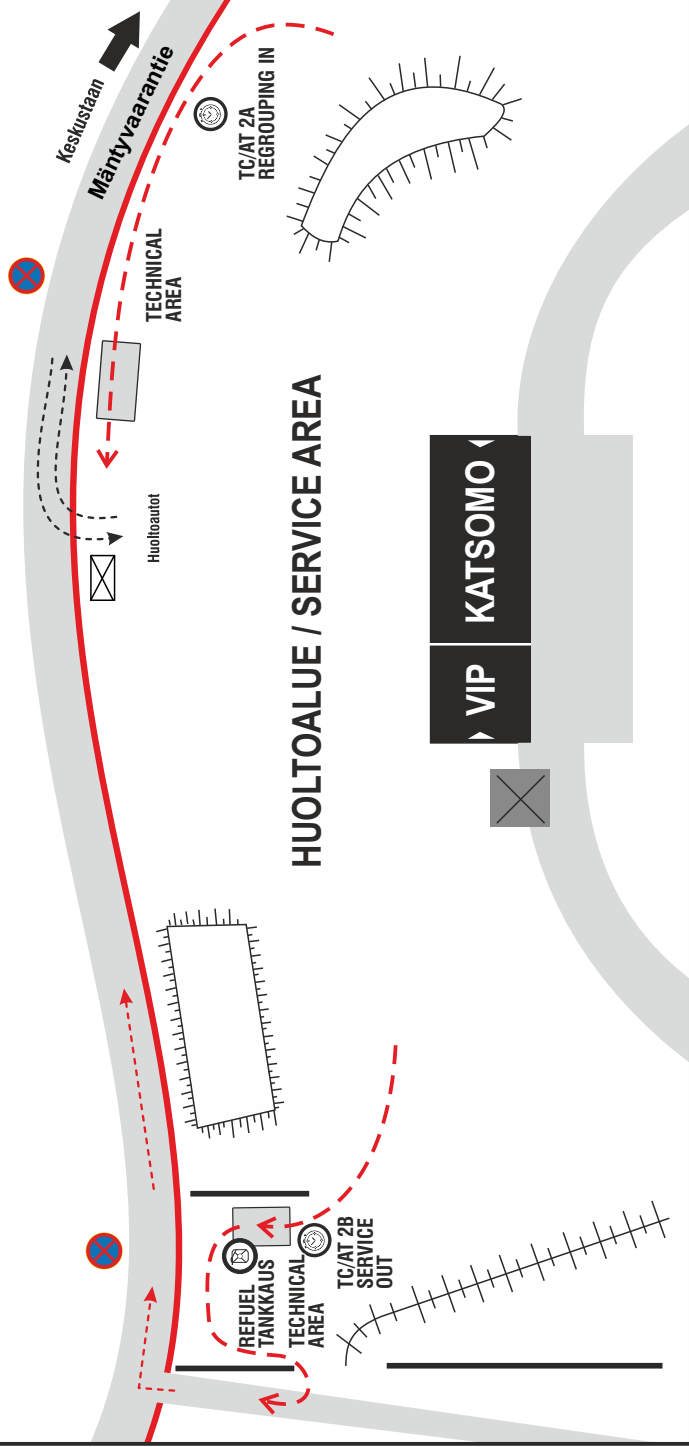 Keskustaan
Mäntyvaarantie
TC/AT 2A
REGROUPING IN
TECHNICAL
AREA
Huoltoautot
HUOLTOALUE / SERVICE AREA
VIP
KATSOMO
REFUEL
TANKKAUS
TECHNICAL
AREA
TC/AT 2B
SERVICE
OUT